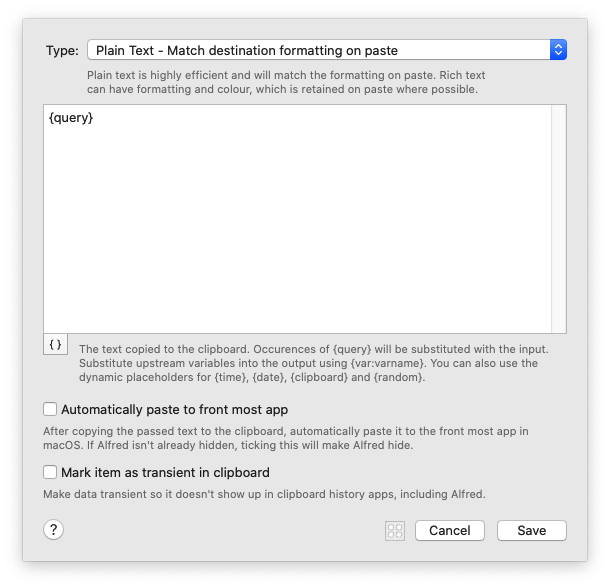 Type: Plain Text - Match destination formatting on paste
Plain text is highly efficient and will match the formatting on paste. Rich text
can have formatting and colour, which is retained on paste where possible.
{query}
{ }
The text copied to the clipboard. Occurences of {query} will be substituted with the input.
Substitute upstream variables into the output using {var:varname}. You can also use the
dynamic placeholders for {time}, {date}, {clipboard} and {random}.
Automatically paste to front most app
After copying the passed text to the clipboard, automatically paste it to the front most app in
macOS. If Alfred isn't already hidden, ticking this will make Alfred hide.
Mark item as transient in clipboard
Make data transient so it doesn't show up in clipboard history apps, including Alfred.
? Cancel Save